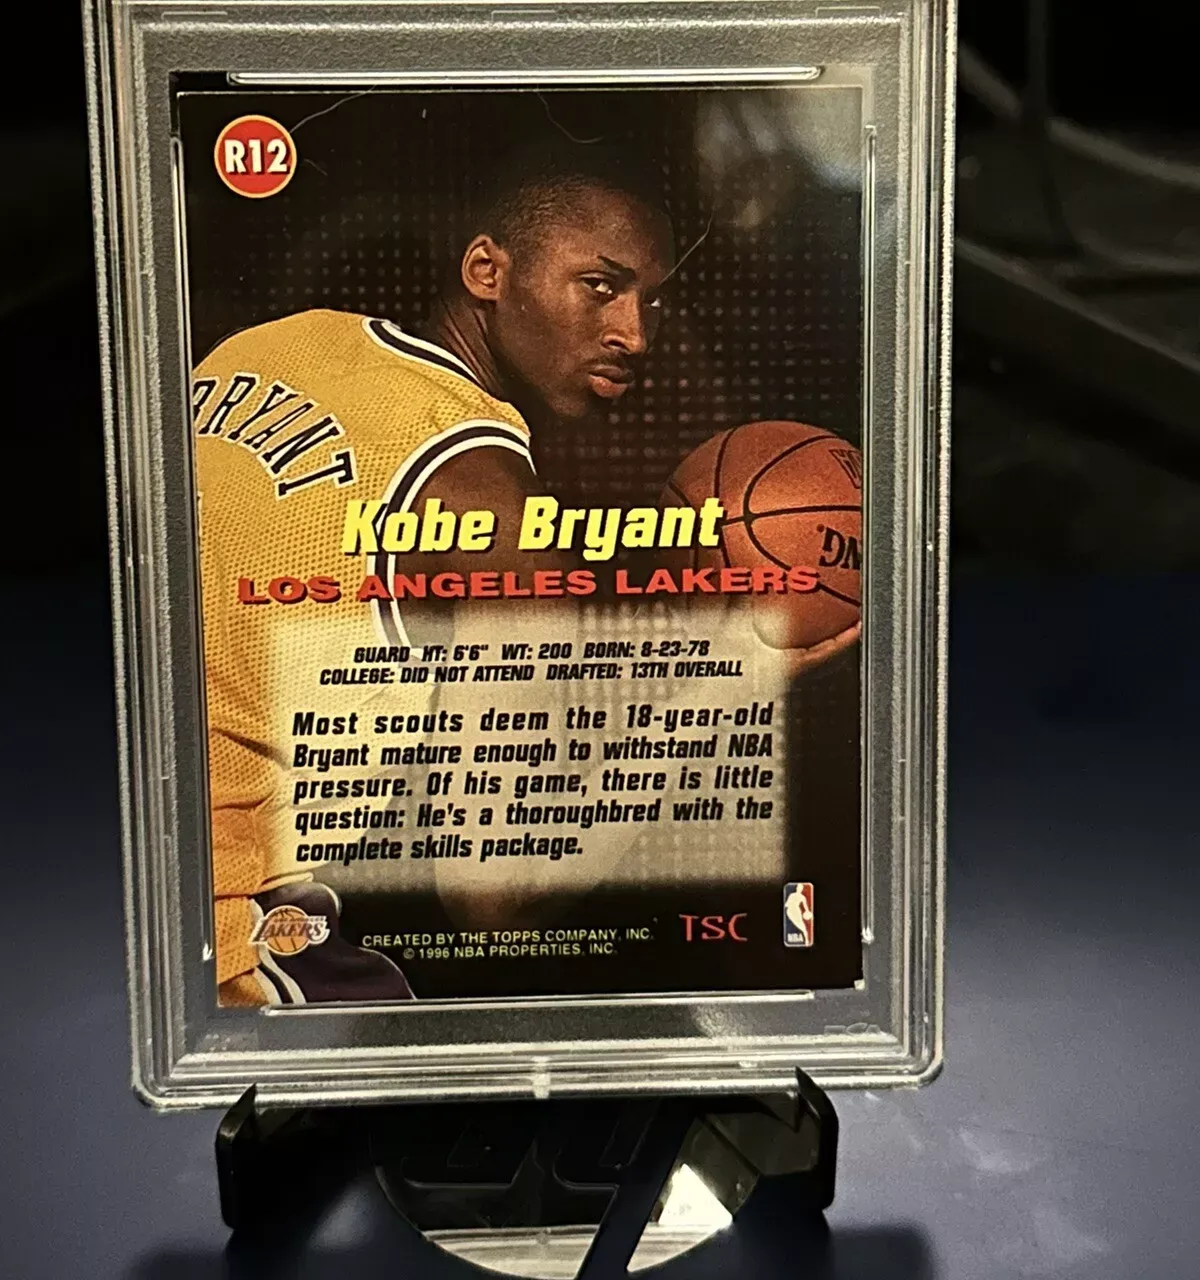 R12
BRYANT
Kobe Bryant
LOS ANGELES LAKERS
GUARD HT: 6'6" WT: 200 BORN: 8-23-78
COLLEGE: DID NOT ATTEND DRAFTED: 13TH OVERALL
Most scouts deem the 18-year-old
Bryant mature enough to withstand NBA
pressure. Of his game, there is little
question: He's a thoroughbred with the
complete skills package.
LAKERS
CREATED BY THE TOPPS COMPANY, INC.
© 1996 NBA PROPERTIES, INC.
TSC
NBA